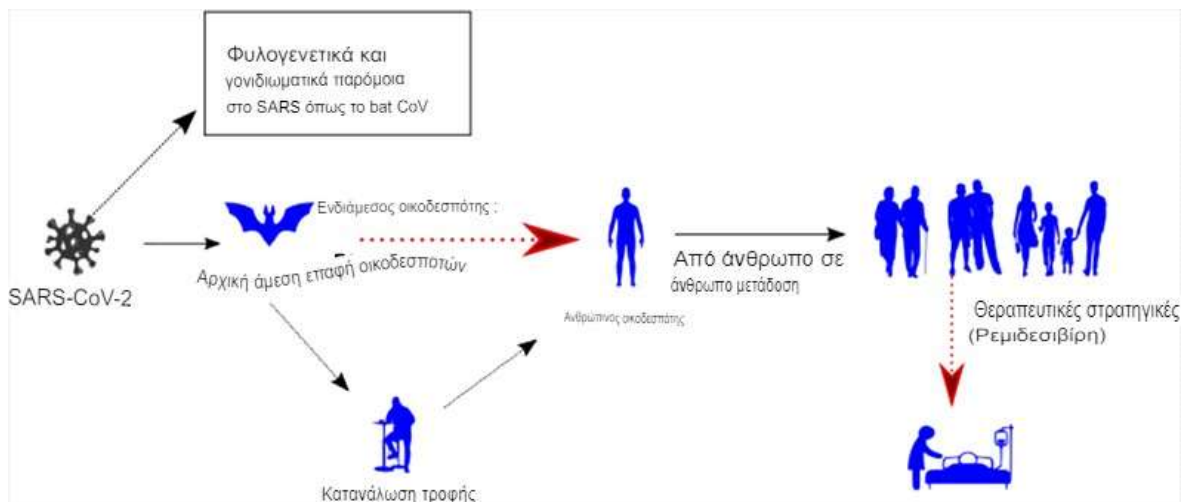 Φυλογενετικά και
γονιδιωματικά παρόμοια
στο SARS όπως το bat CoV
SARS-CoV-2
Ενδιάμεσος οικοδεσπότης :
Αρχική άμεση επαφή οικοδεσποτών
Ανθρώπινος οικοδεσπότης
Από άνθρωπο σε
άνθρωπο μετάδοση
Θεραπευτικές στρατηγικές
(Ρεμιδεσιβίρη)
Κατανάλωση τροφής